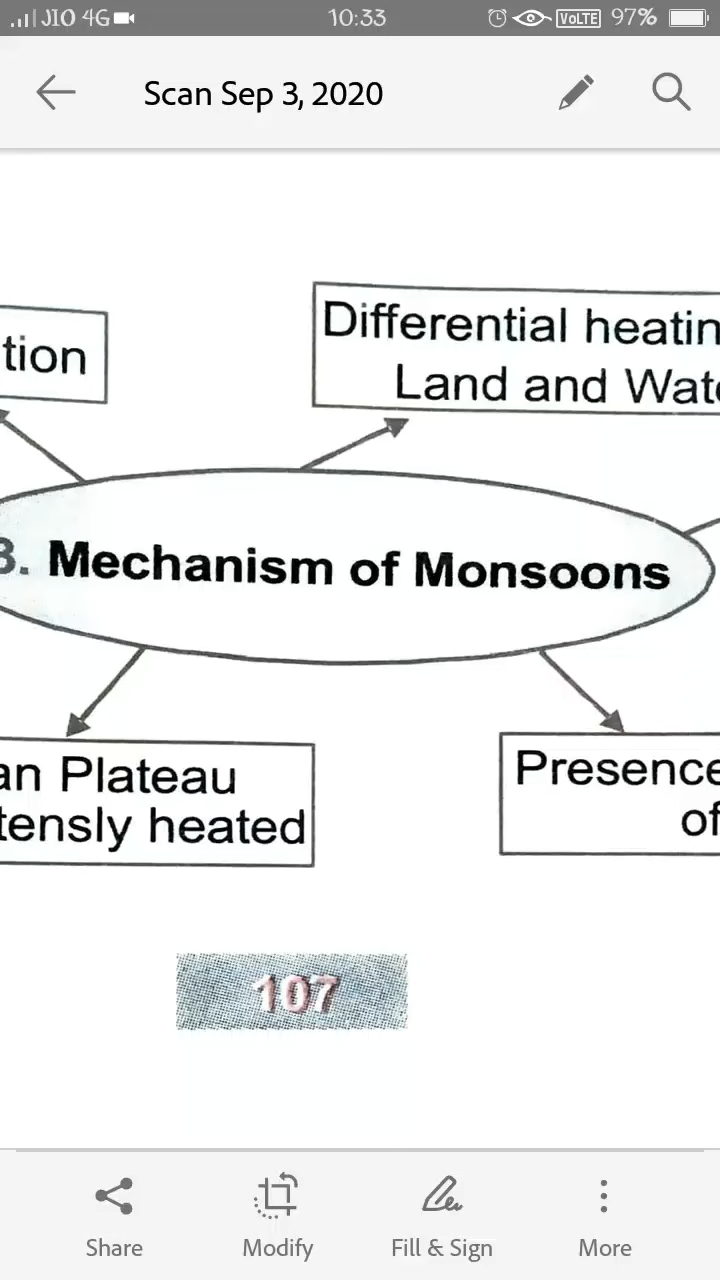 JIO 4G 10:33 VoLTE 97%
Scan Sep 3, 2020
tion
Differential heatin
Land and Wat
3. Mechanism of Monsoons
an Plateau
tensly heated
Presence
of
107
Share Modify Fill & Sign More